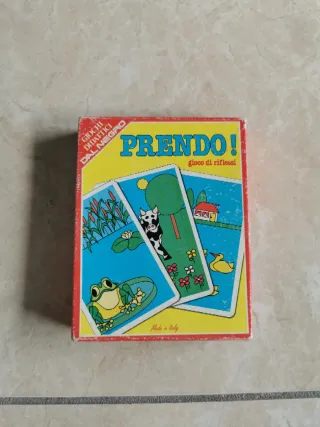 GIOCHI
DIDATTICI
DAL NEGRO
PRENDO!
gioco di riflessi
Made in Italy